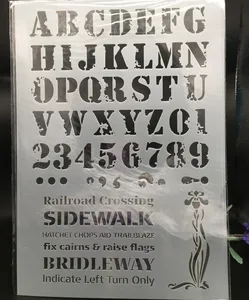 ABCDEFG
HIJKLMN
OPQRSTU
VWXYZ01
23456789
Railroad Crossing
SIDEWALK
HATCHET CHOPS AID TRAILBLAZE
fix cairns & raise flags
BRIDLEWAY
Indicate Left Turn Only